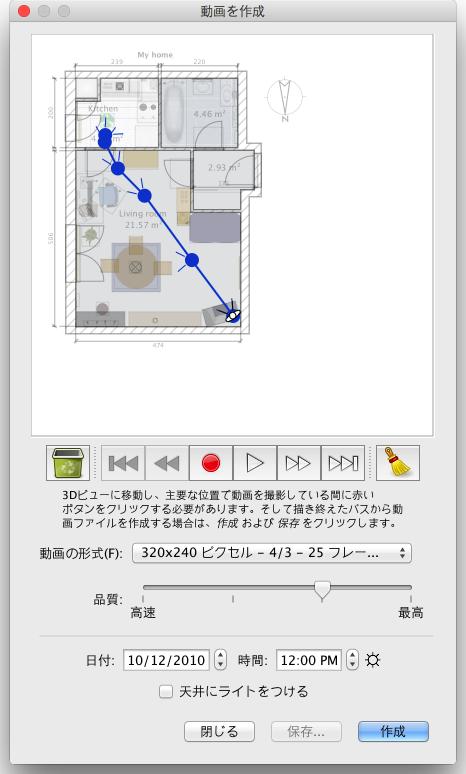 動画を作成
My home
239
220
200
Kitchen
4.46 m²
2.93 m²
Living room
21.57 m²
506
474
N
3Dビューに移動し、主要な位置で動画を撮影している間に赤い
ボタンをクリックする必要があります。そして描き終えたパスから動
画ファイルを作成する場合は、作成 および 保存 をクリックします。
動画の形式(F): 320x240 ピクセル – 4/3 – 25 フレー...
品質:
高速 最高
日付: 10/12/2010 時間: 12:00 PM
天井にライトをつける
閉じる 保存... 作成